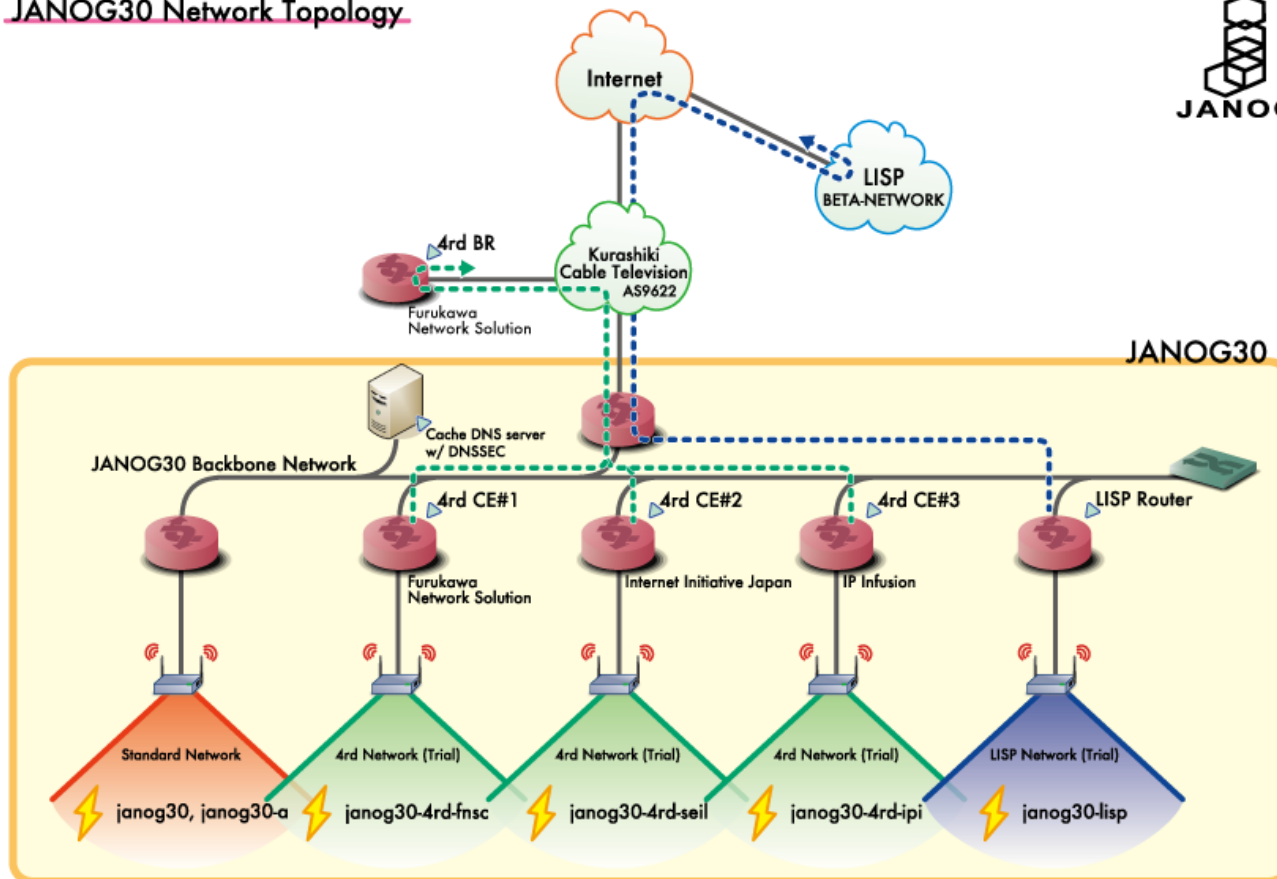 JANOG30 Network Topology
Internet
JANO
LISP
BETA-NETWORK
4rd BR
Kurashiki
Cable Television
AS9622
Furukawa
Network Solution
JANOG30
Cache DNS server
w/ DNSSEC
JANOG30 Backbone Network
4rd CE#1
4rd CE#2
4rd CE#3
LISP Router
Furukawa
Network Solution
Internet Initiative Japan
IP Infusion
Standard Network
4rd Network (Trial)
4rd Network (Trial)
4rd Network (Trial)
LISP Network (Trial)
janog30, janog30-a
janog30-4rd-fnsc
janog30-4rd-seil
janog30-4rd-ipi
janog30-lisp